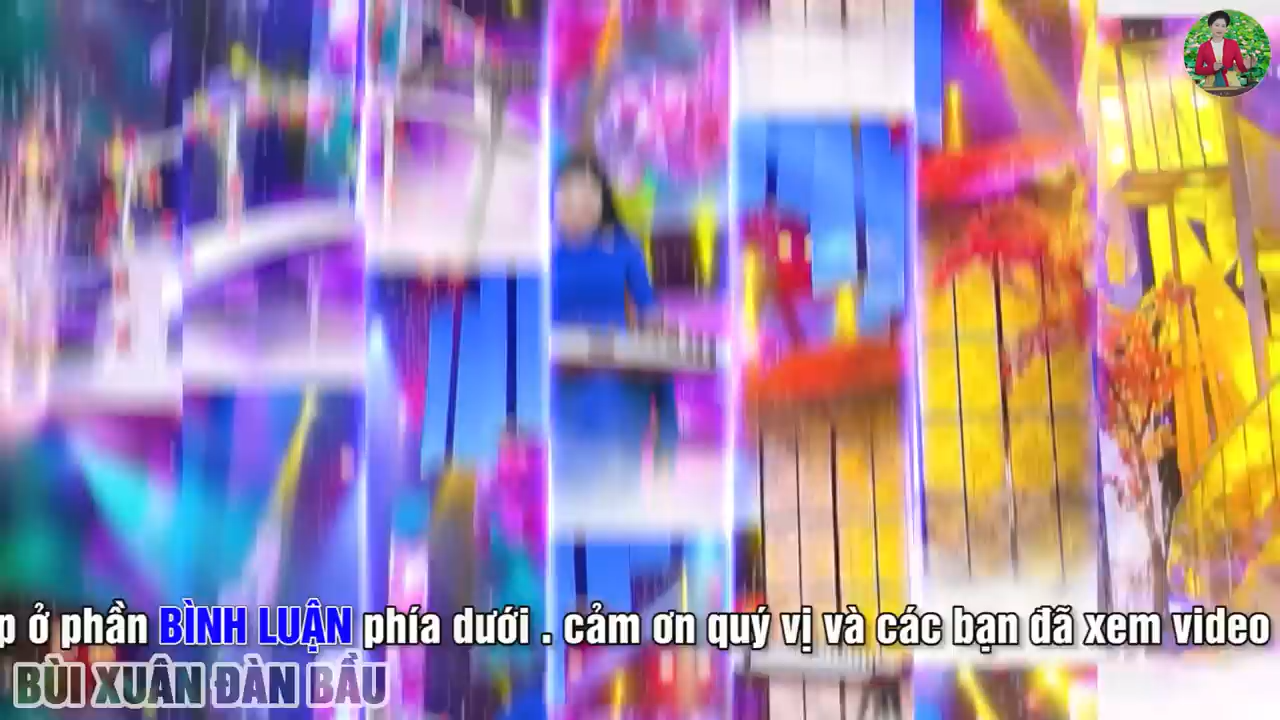 p ở phần BÌNH LUẬN phía dưới . cảm ơn quý vị và các bạn đã xem video
BÙI XUÂN ĐÀN BẦU